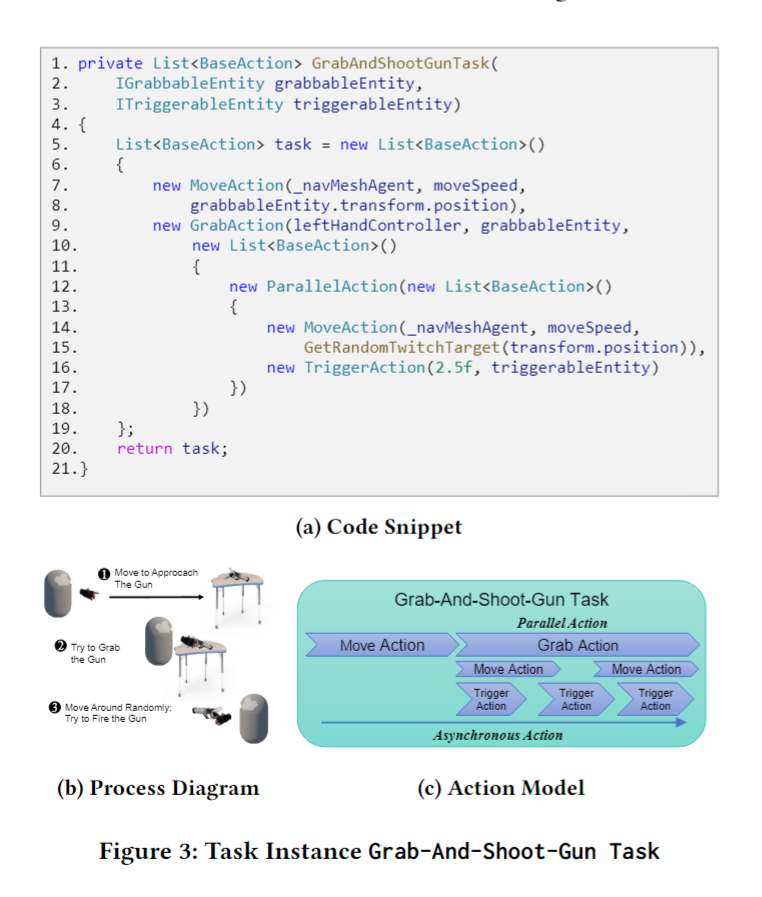 1. private List<BaseAction> GrabAndShootGunTask(
2. IGrabbableEntity grabbableEntity,
3. ITriggerableEntity triggerableEntity)
4. {
5. List<BaseAction> task = new List<BaseAction>()
6. {
7. new MoveAction(_navMeshAgent, moveSpeed,
8. grabbableEntity.transform.position),
9. new GrabAction(leftHandController, grabbableEntity,
10. new List<BaseAction>()
11. {
12. new ParallelAction(new List<BaseAction>()
13. {
14. new MoveAction(_navMeshAgent, moveSpeed,
15. GetRandomTwitchTarget(transform.position)),
16. new TriggerAction(2.5f, triggerableEntity)
17. })
18. })
19. };
20. return task;
21.}
(a) Code Snippet
1 Move to Approach
The Gun
2 Try to Grab
the Gun
3 Move Around Randomly;
Try to Fire the Gun
(b) Process Diagram
Grab-And-Shoot-Gun Task
Parallel Action
Move Action Grab Action
Move Action Move Action
Trigger Action Trigger Action Trigger Action
Asynchronous Action
(c) Action Model
Figure 3: Task Instance Grab-And-Shoot-Gun Task